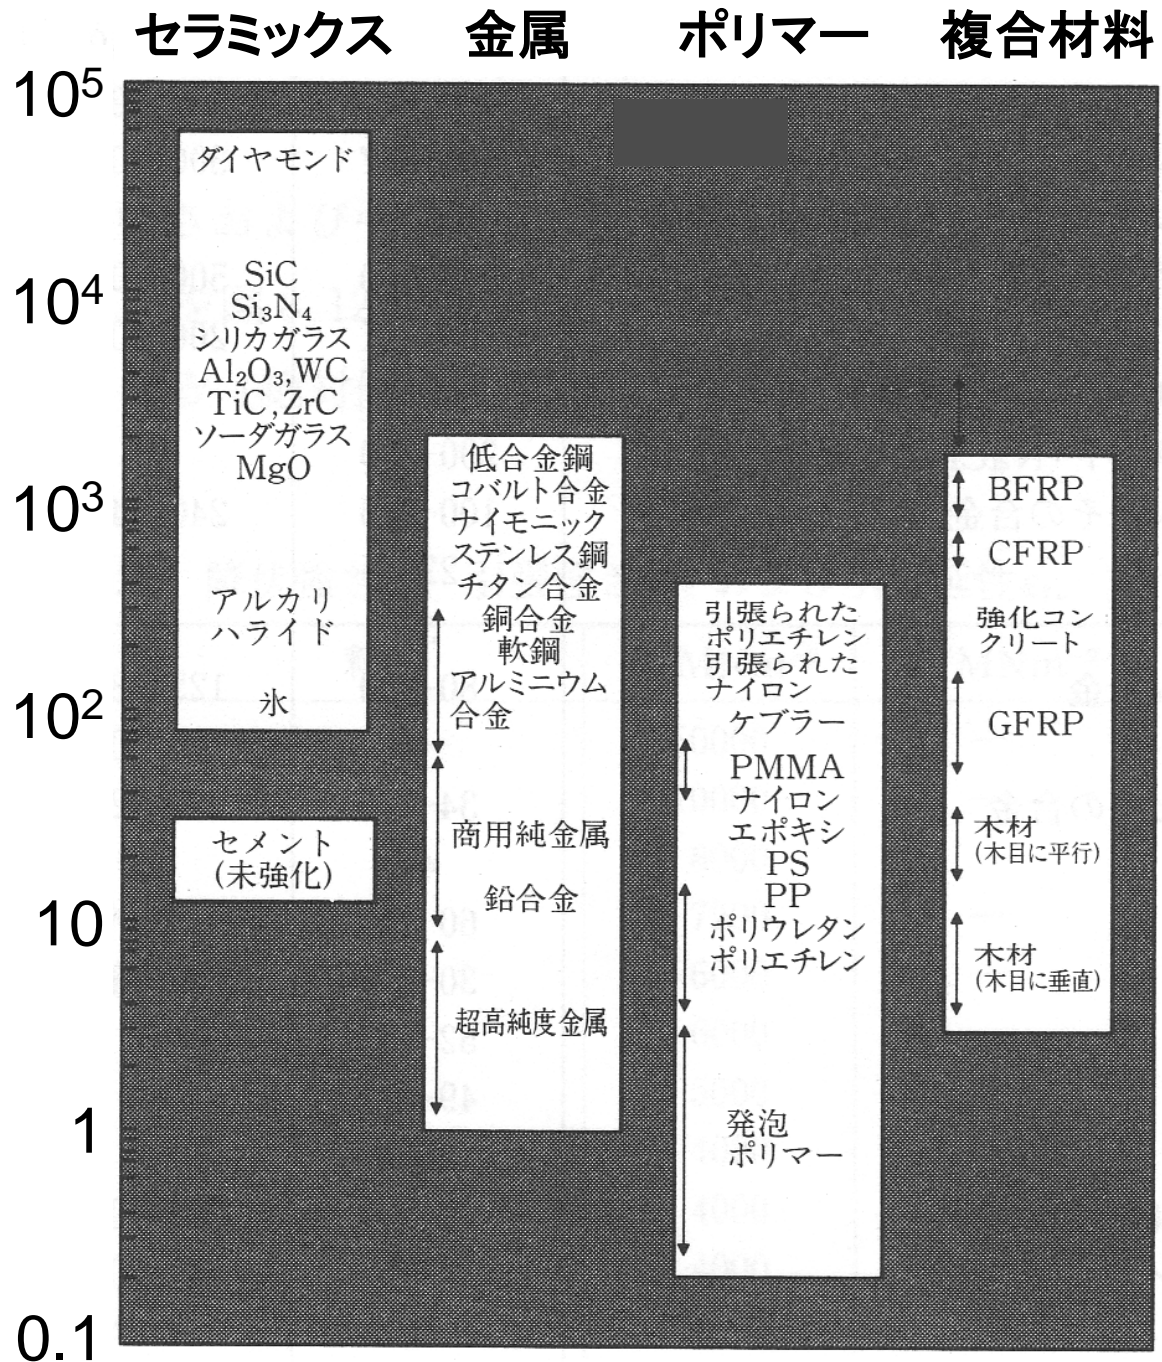 セラミックス 金属 ポリマー 複合材料
10⁵
10⁴
10³
10²
10
1
0.1
ダイヤモンド
SiC
Si₃N₄
シリカガラス
Al₂O₃,WC
TiC,ZrC
ソーダガラス
MgO
アルカリ
ハライド
氷
セメント
(未強化)
低合金鋼
コバルト合金
ナイモニック
ステンレス鋼
チタン合金
銅合金
軟鋼
アルミニウム
合金
商用純金属
鉛合金
超高純度金属
引張られた
ポリエチレン
引張られた
ナイロン
ケブラー
PMMA
ナイロン
エポキシ
PS
PP
ポリウレタン
ポリエチレン
発泡
ポリマー
BFRP
CFRP
強化コン
クリート
GFRP
木材
(木目に平行)
木材
(木目に垂直)